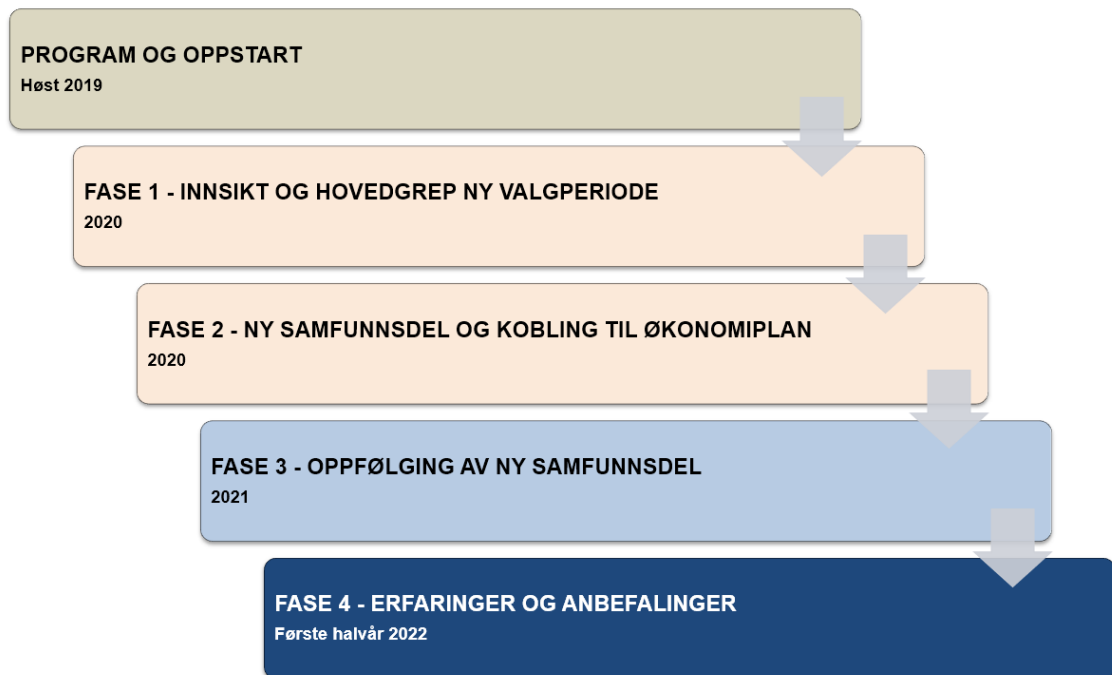 PROGRAM OG OPPSTART
Høst 2019
FASE 1 - INNSIKT OG HOVEDGREP NY VALGPERIODE
2020
FASE 2 - NY SAMFUNNSDEL OG KOBLING TIL ØKONOMIPLAN
2020
FASE 3 - OPPFØLGING AV NY SAMFUNNSDEL
2021
FASE 4 - ERFARINGER OG ANBEFALINGER
Første halvår 2022